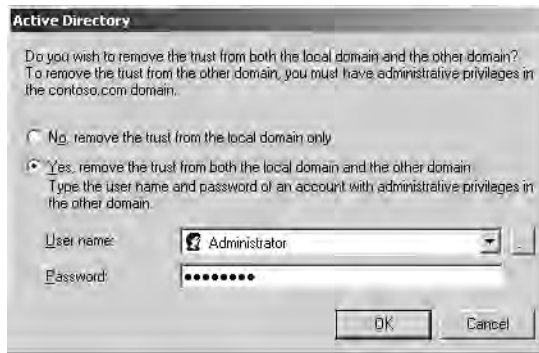 Active Directory
Do you wish to remove the trust from both the local domain and the other domain?
To remove the trust from the other domain, you must have administrative privileges in
the contoso.com domain.
No, remove the trust from the local domain only
Yes, remove the trust from both the local domain and the other domain
Type the user name and password of an account with administrative privileges in
the other domain.
User name: Administrator
Password: ••••••••
OK Cancel